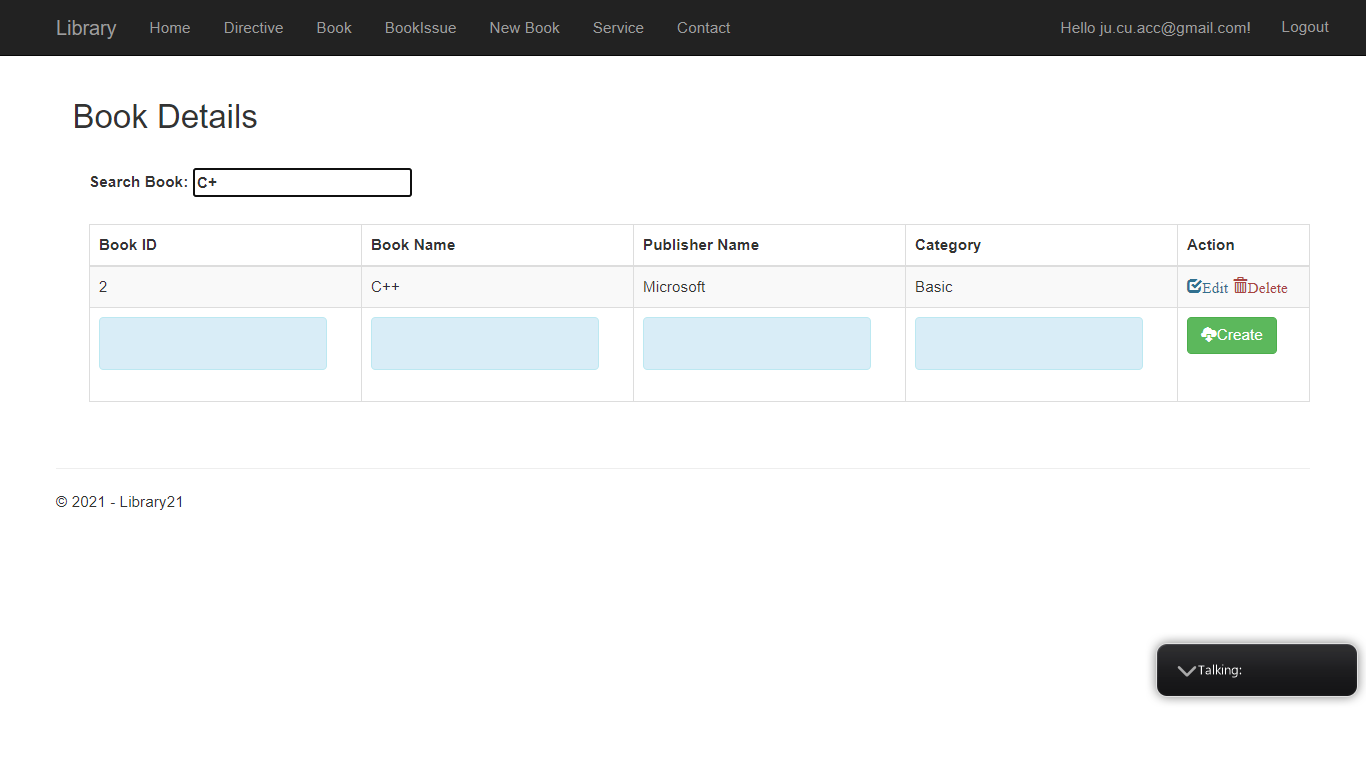 Library Home Directive Book BookIssue New Book Service Contact Hello ju.cu.acc@gmail.com! Logout
Book Details
Search Book: C+
Book ID Book Name Publisher Name Category Action
2 C++ Microsoft Basic Edit Delete
Create
© 2021 - Library21
Talking: